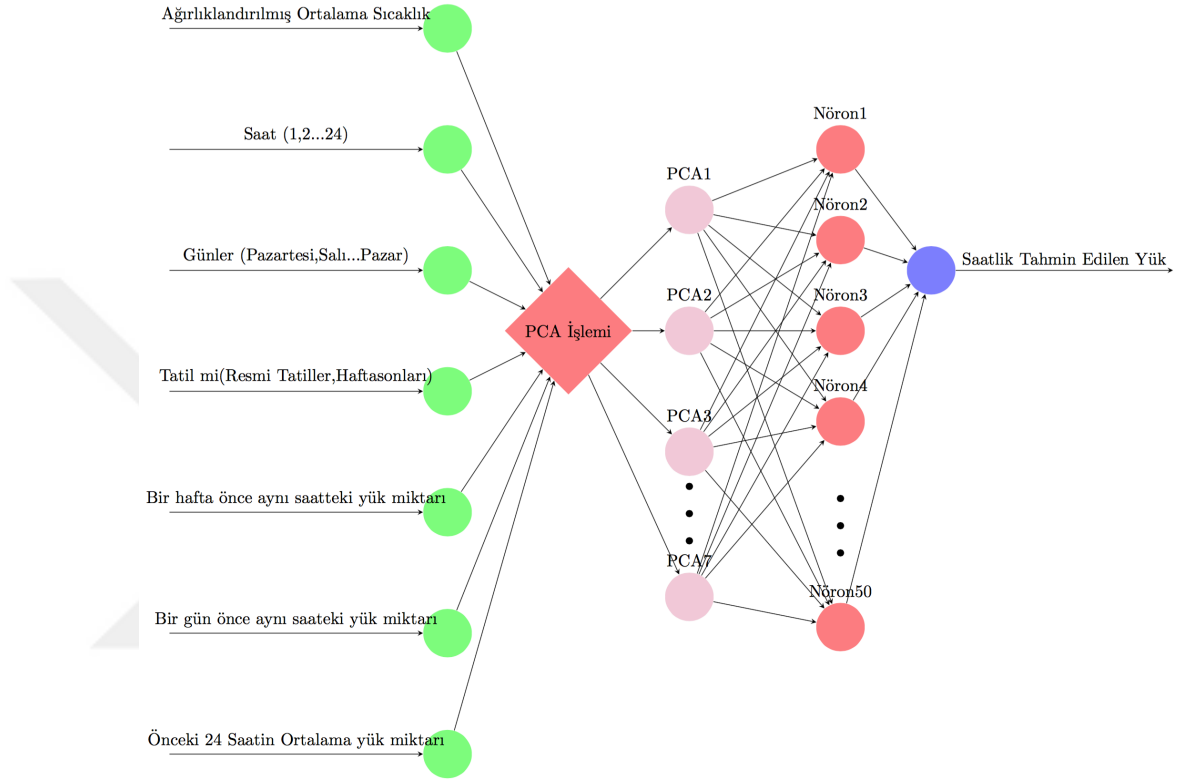 Ağırlıklandırılmış Ortalama Sıcaklık
Saat (1,2...24)
Günler (Pazartesi,Salı...Pazar)
Tatil mi(Resmi Tatiller,Haftasonları)
Bir hafta önce aynı saatteki yük miktarı
Bir gün önce aynı saateki yük miktarı
Önceki 24 Saatin Ortalama yük miktarı
PCA İşlemi
PCA1
PCA2
PCA3
PCA7
Nöron1
Nöron2
Nöron3
Nöron4
Nöron50
Saatlik Tahmin Edilen Yük